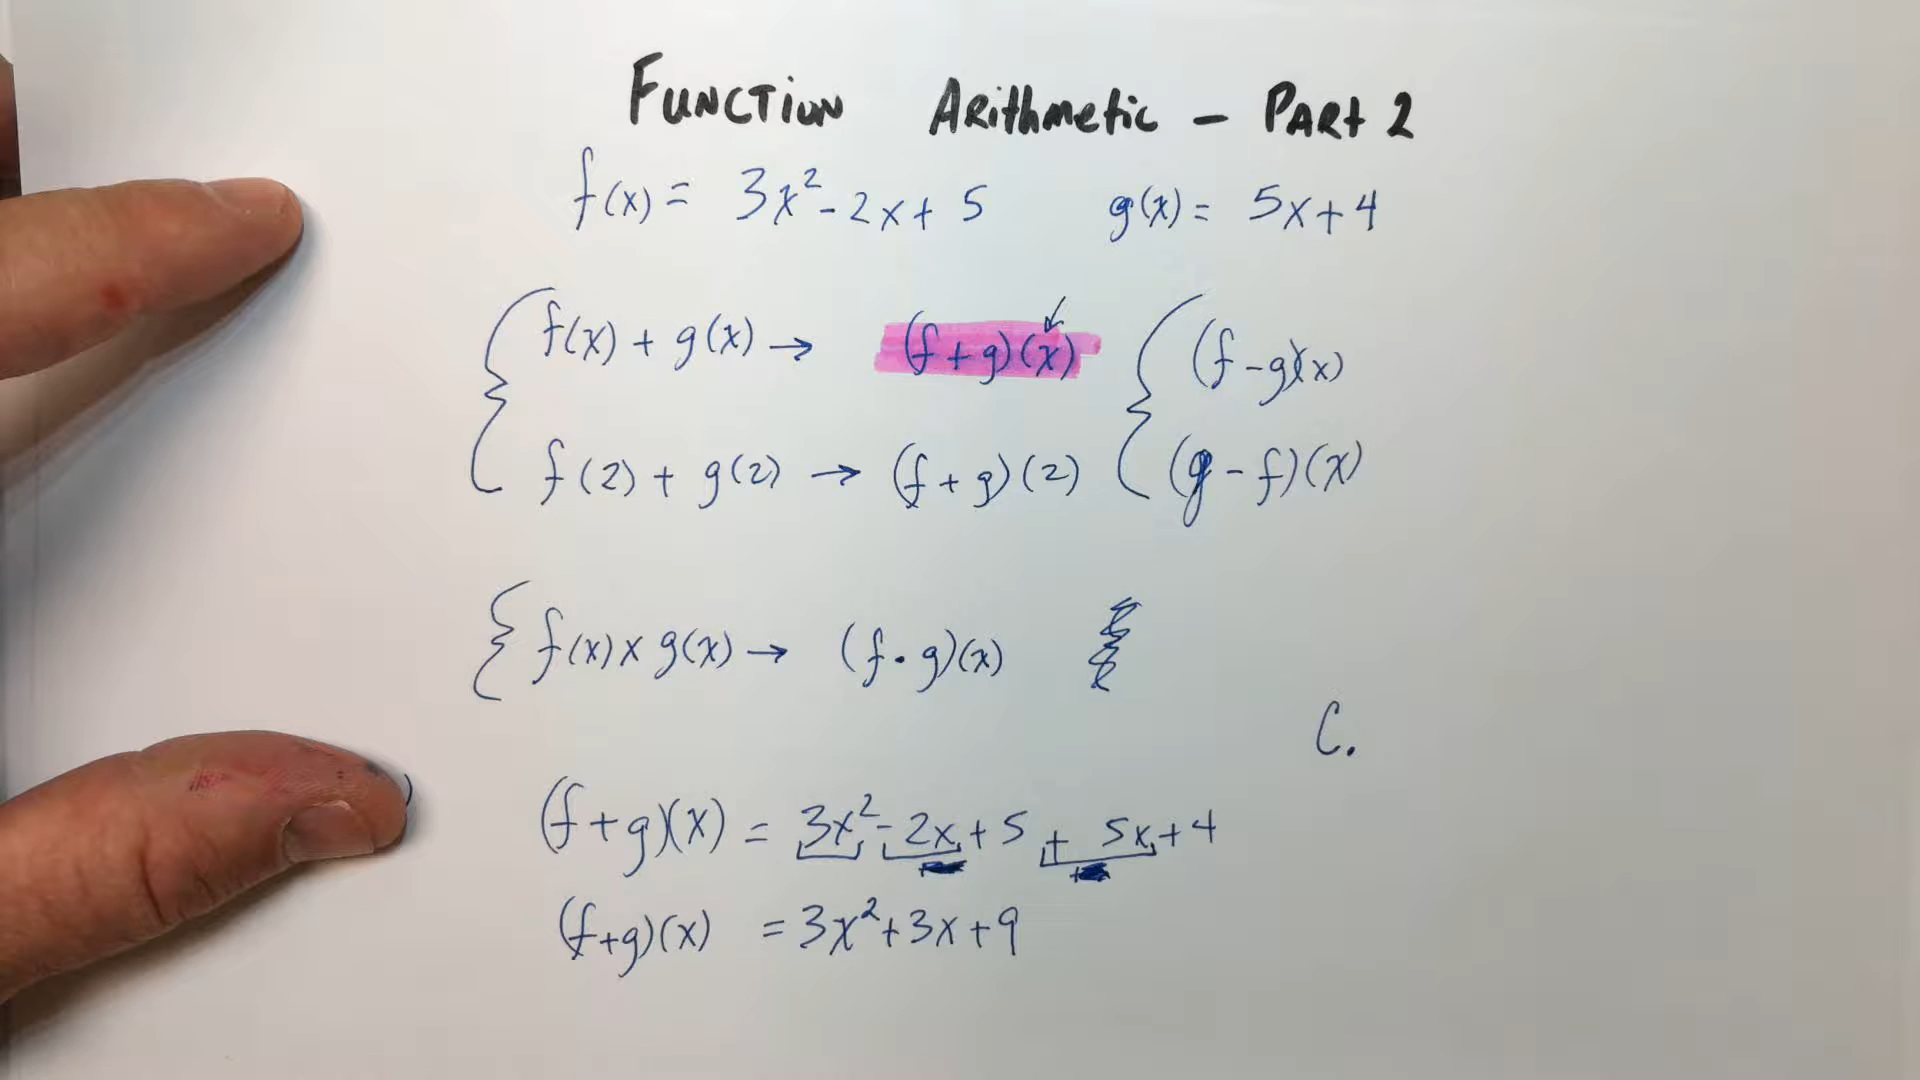 FUNCTION Arithmetic - PART 2
f(x) = 3x² - 2x + 5 g(x) = 5x + 4
f(x) + g(x) → (f + g)(x) (f - g)(x)
f(2) + g(2) → (f + g)(2) (g - f)(x)
f(x) x g(x) → (f · g)(x)
C.
(f + g)(x) = 3x² - 2x + 5 + 5x + 4
(f + g)(x) = 3x² + 3x + 9